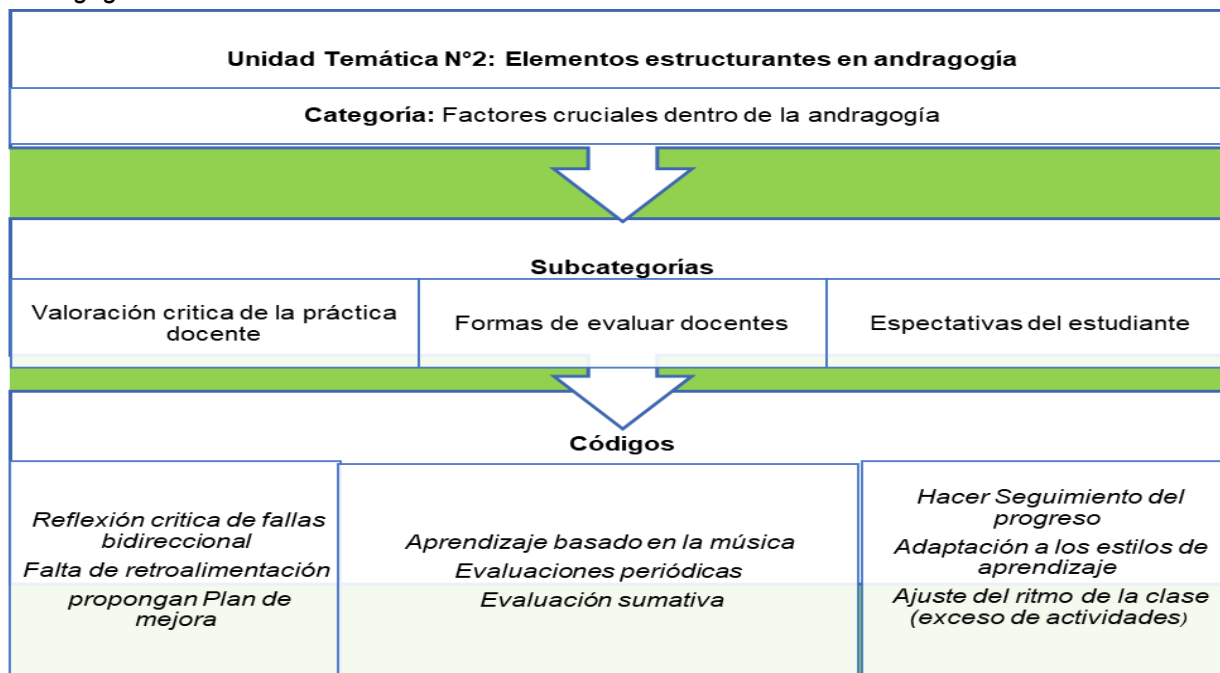 Unidad Temática N°2: Elementos estructurantes en andragogía
Categoría: Factores cruciales dentro de la andragogía
Subcategorías
Valoración critica de la práctica
docente
Formas de evaluar docentes
Espectativas del estudiante
Códigos
Reflexión critica de fallas
bidireccional
Falta de retroalimentación
propongan Plan de
mejora
Aprendizaje basado en la música
Evaluaciones periódicas
Evaluación sumativa
Hacer Seguimiento del
progreso
Adaptación a los estilos de
aprendizaje
Ajuste del ritmo de la clase
(exceso de actividades)